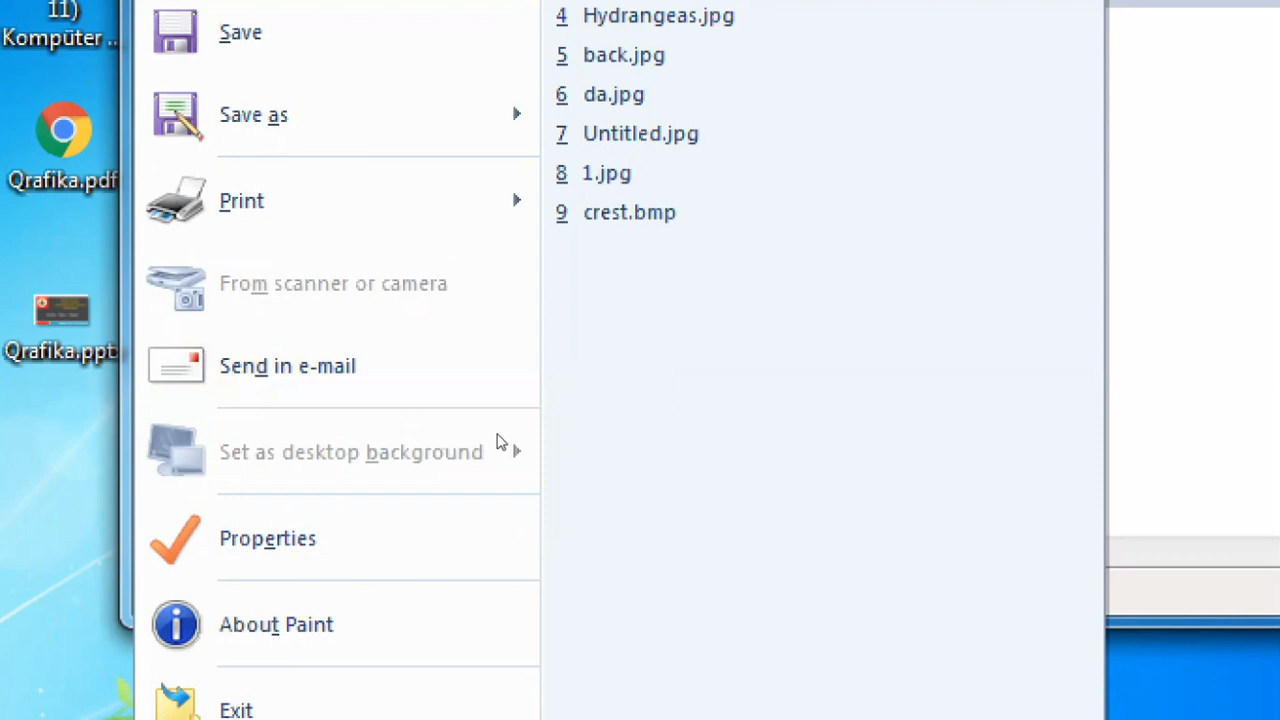 11)
Kompüter ...
Qrafika.pdf
Qrafika.ppt
Save
Save as
Print
From scanner or camera
Send in e-mail
Set as desktop background
Properties
About Paint
Exit
4 Hydrangeas.jpg
5 back.jpg
6 da.jpg
7 Untitled.jpg
8 1.jpg
9 crest.bmp